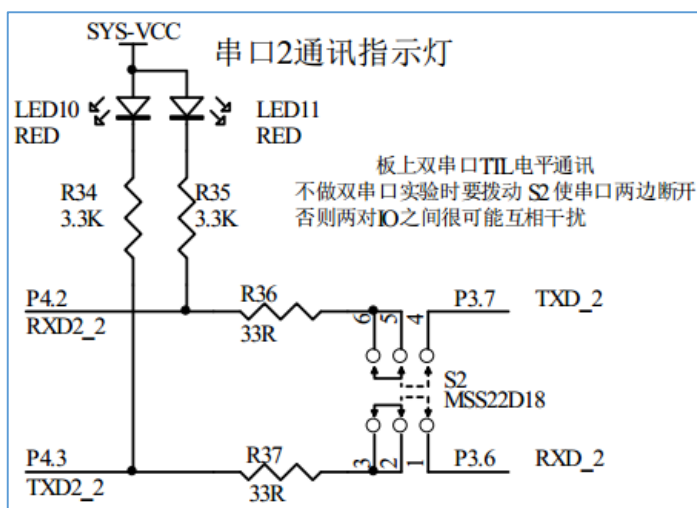 SYS-VCC
串口2通讯指示灯
LED10
RED
LED11
RED
板上双串口TTL电平通讯
不做双串口实验时要拨动 S2 使串口两边断开
否则两对IO之间很可能互相干扰
R34
3.3K
R35
3.3K
P4.2
RXD2_2
R36
33R
6
5
4
P3.7
TXD_2
S2
MSS22D18
P4.3
TXD2_2
R37
33R
3
2
1
P3.6
RXD_2